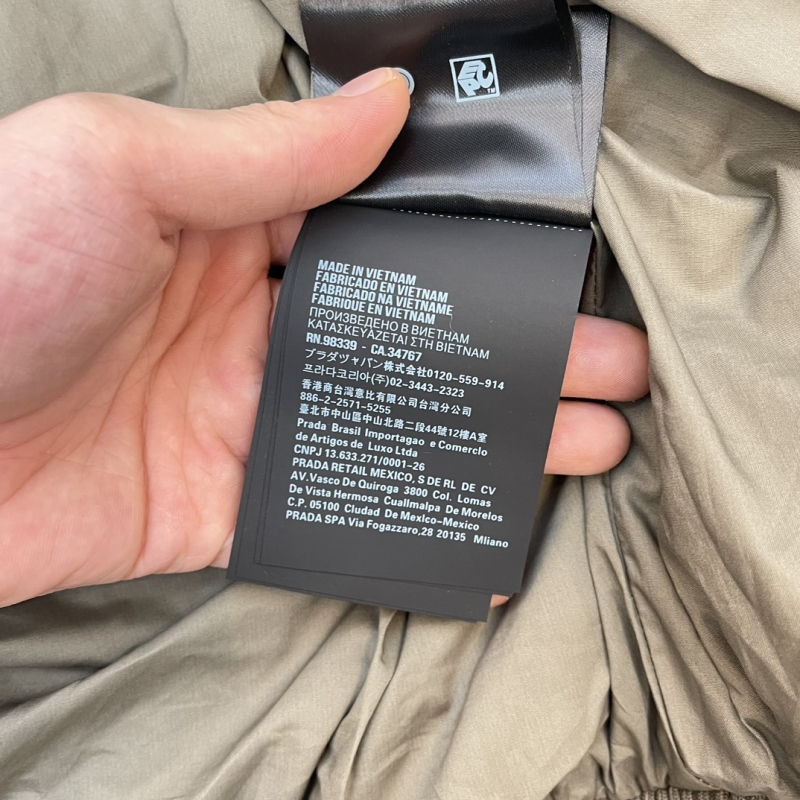 EPC™
MADE IN VIETNAM
FABRICADO EN VIETNAM
FABRICADO NA VIETNAME
FABRIQUE EN VIETNAM
ПРОИЗВЕДЕНО В ВИЕТНАМ
ΚΑΤΑΣΚΕΥΑΖΕΤΑΙ ΣΤΗ ΒΙΕΤΝΑΜ
RN.98339 - CA.34767
プラダジャパン株式会社0120-559-914
프라다코리아(주)02-3443-2323
香港商台灣意比有限公司台灣分公司
886-2-2571-5255
臺北市中山區中山北路二段44號12樓A室
Prada Brasil Importagao e Comerclo
de Artigos de Luxo Ltda
CNPJ 13.633.271/0001-26
PRADA RETAIL MEXICO, S DE RL DE CV
AV.Vasco De Quiroga 3800 Col. Lomas
De Vista Hermosa Cuallmalpa De Morelos
C.P. 05100 Ciudad De Mexico-Mexico
PRADA SPA Via Fogazzaro,28 20135 Mliano